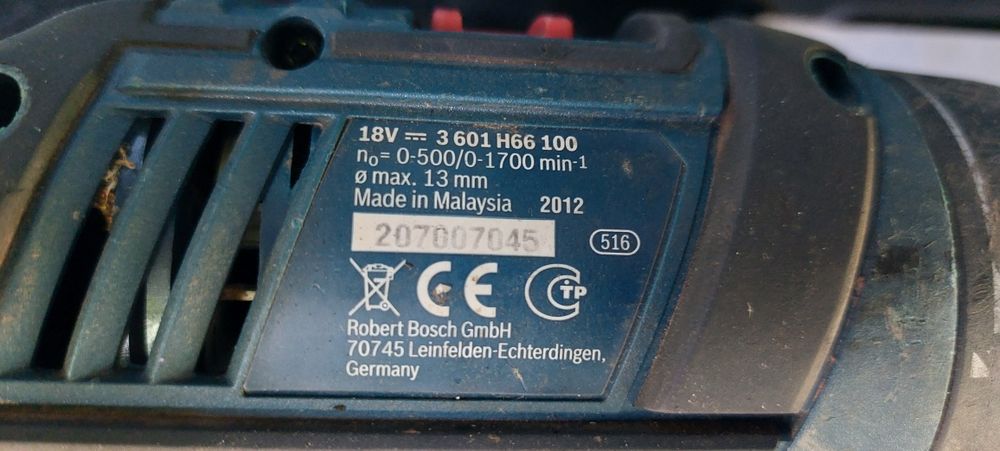 18V ⎓ 3 601 H66 100
n₀= 0-500/0-1700 min-1
ø max. 13 mm
Made in Malaysia 2012
207007045
516
CE TP
Robert Bosch GmbH
70745 Leinfelden-Echterdingen,
Germany